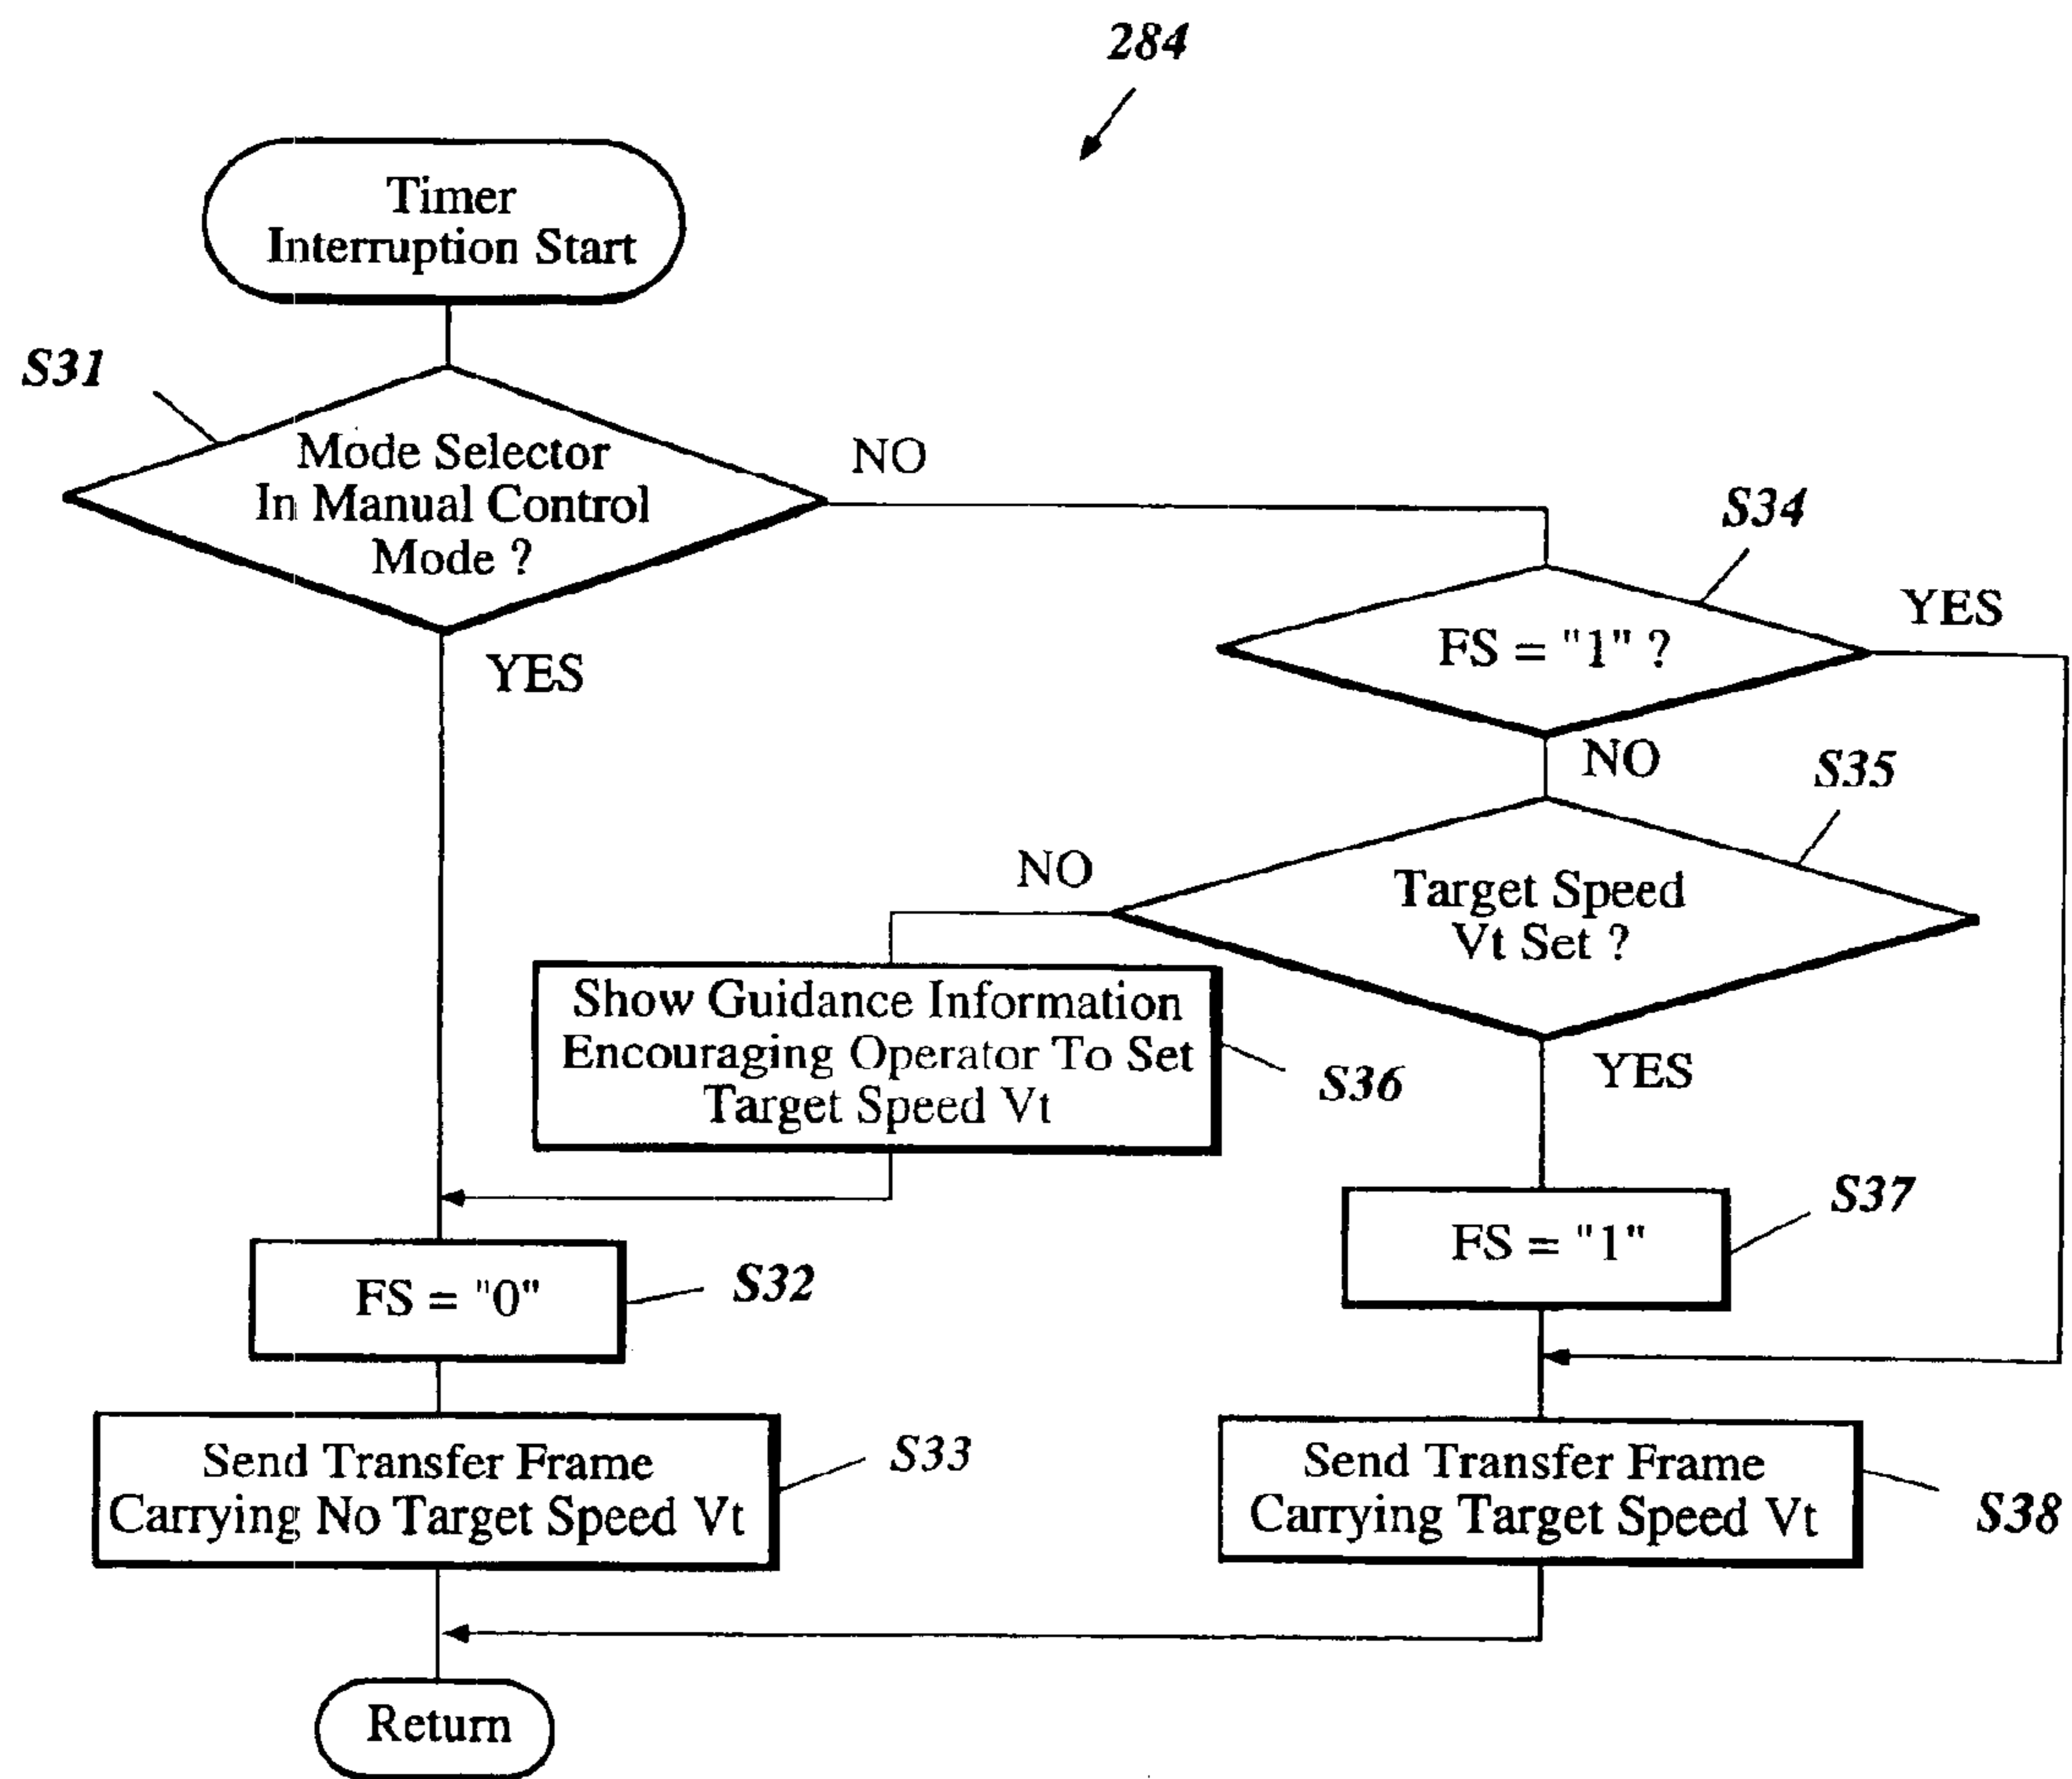 284
Timer
Interruption Start
S31
Mode Selector
In Manual Control
Mode ?
NO
YES
S34
FS = "1" ?
YES
NO
S35
Target Speed
Vt Set ?
NO
YES
Show Guidance Information
Encouraging Operator To Set
Target Speed Vt
S36
FS = "1"
S37
FS = "0"
S32
Send Transfer Frame
Carrying No Target Speed Vt
S33
Send Transfer Frame
Carrying Target Speed Vt
S38
Return